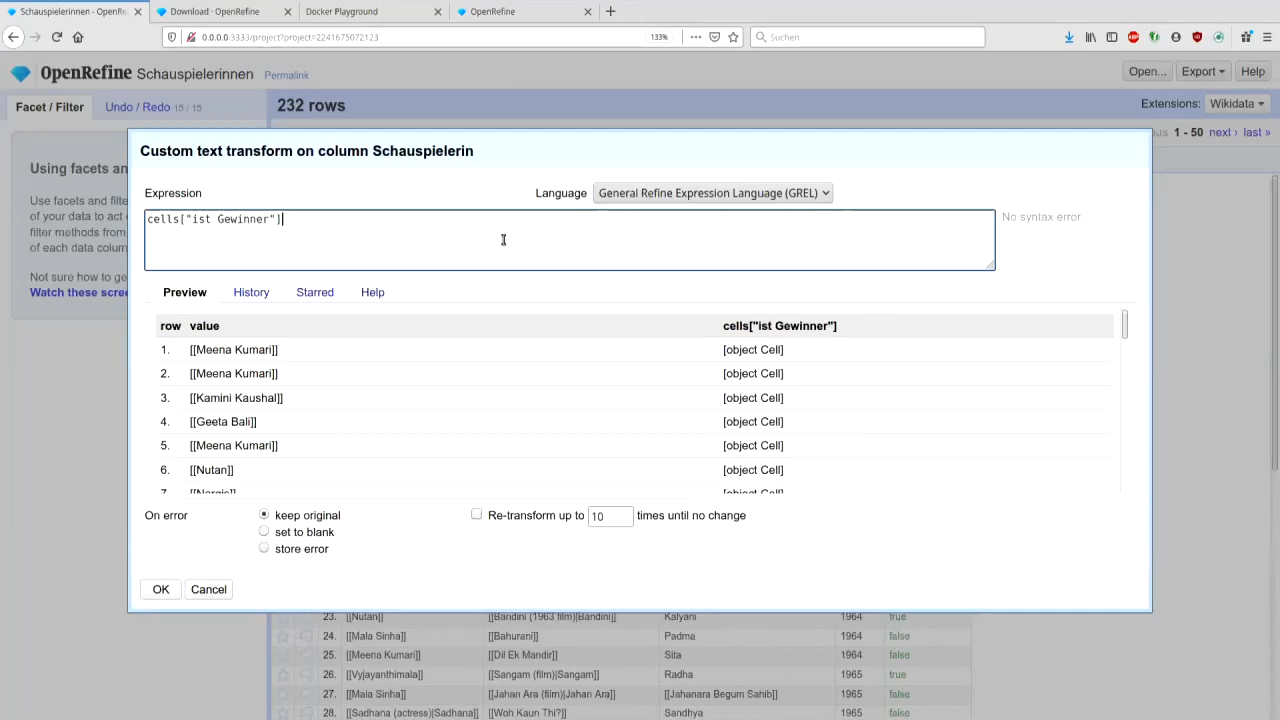 Schauspielerinnen - OpenRe
Download · OpenRefine
Docker Playground
OpenRefine
0.0.0.0:3333/project?project=2241675072123
133%
Suchen
OpenRefine Schauspielerinnen Permalink
Open...
Export
Help
Facet / Filter
Undo / Redo 15 / 15
232 rows
Extensions: Wikidata
1 - 50 next › last »
Using facets an
Use facets and filte
of your data to act
filter methods from
of each data colum
Not sure how to ge
Watch these scre
Custom text transform on column Schauspielerin
Expression
Language General Refine Expression Language (GREL)
cells["ist Gewinner"]
No syntax error.
Preview History Starred Help
row value cells["ist Gewinner"]
1. [[Meena Kumari]] [object Cell]
2. [[Meena Kumari]] [object Cell]
3. [[Kamini Kaushal]] [object Cell]
4. [[Geeta Bali]] [object Cell]
5. [[Meena Kumari]] [object Cell]
6. [[Nutan]] [object Cell]
7. [[Nargis]] [object Cell]
On error
keep original
set to blank
store error
Re-transform up to 10 times until no change
OK
Cancel
23. [[Nutan]] [[Bandini (1963 film)|Bandini]] Kalyani 1964 true
24. [[Mala Sinha]] [[Bahurani]] Padma 1964 false
25. [[Meena Kumari]] [[Dil Ek Mandir]] Sita 1964 false
26. [[Vyjayanthimala]] [[Sangam (film)|Sangam]] Radha 1965 true
27. [[Mala Sinha]] [[Jahan Ara (film)|Jahan Ara]] [[Jahanara Begum Sahib]] 1965 false
28. [[Sadhana (actress)|Sadhana]] [[Woh Kaun Thi?]] Sandhya 1965 false